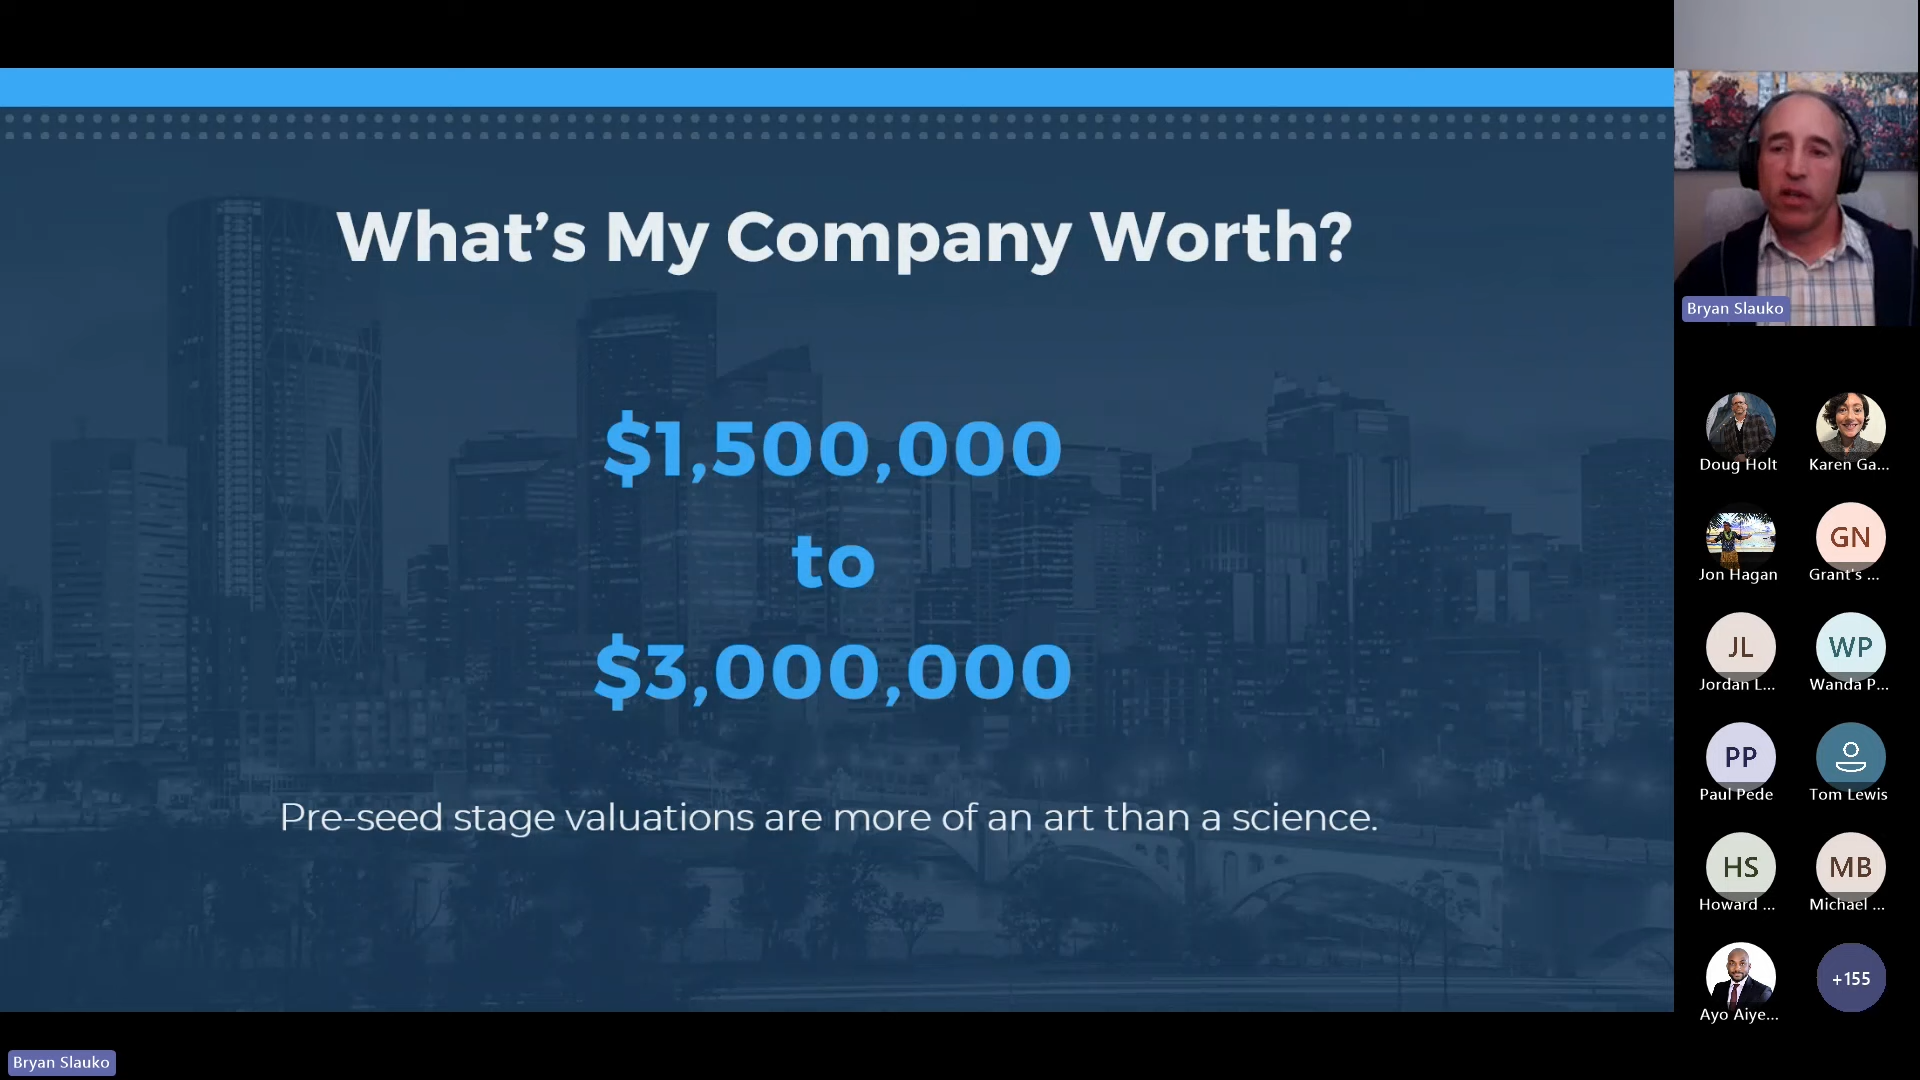 What's My Company Worth?
$1,500,000
to
$3,000,000
Pre-seed stage valuations are more of an art than a science.
Bryan Slauko
Doug Holt
Karen Ga...
Jon Hagan
GN
Grant's ...
JL
Jordan L...
WP
Wanda P...
PP
Paul Pede
Tom Lewis
HS
Howard ...
MB
Michael ...
Ayo Aiye...
+155
Bryan Slauko